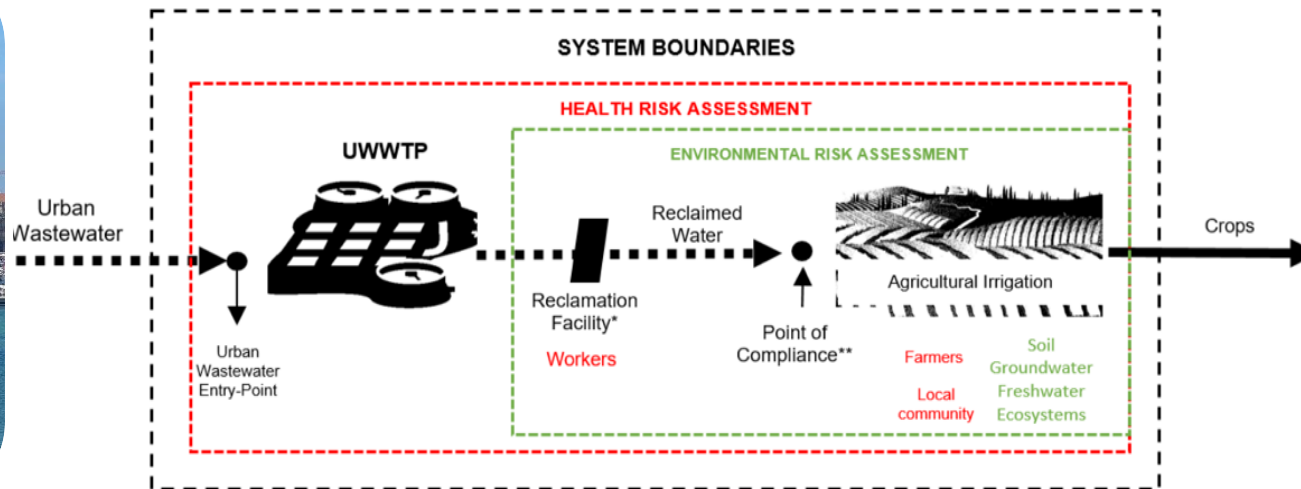 SYSTEM BOUNDARIES
HEALTH RISK ASSESSMENT
UWWTP
ENVIRONMENTAL RISK ASSESSMENT
Urban
Wastewater
Reclaimed
Water
Crops
Agricultural Irrigation
Reclamation
Facility*
Workers
Point of
Compliance**
Urban
Wastewater
Entry-Point
Farmers
Local
community
Soil
Groundwater
Freshwater
Ecosystems